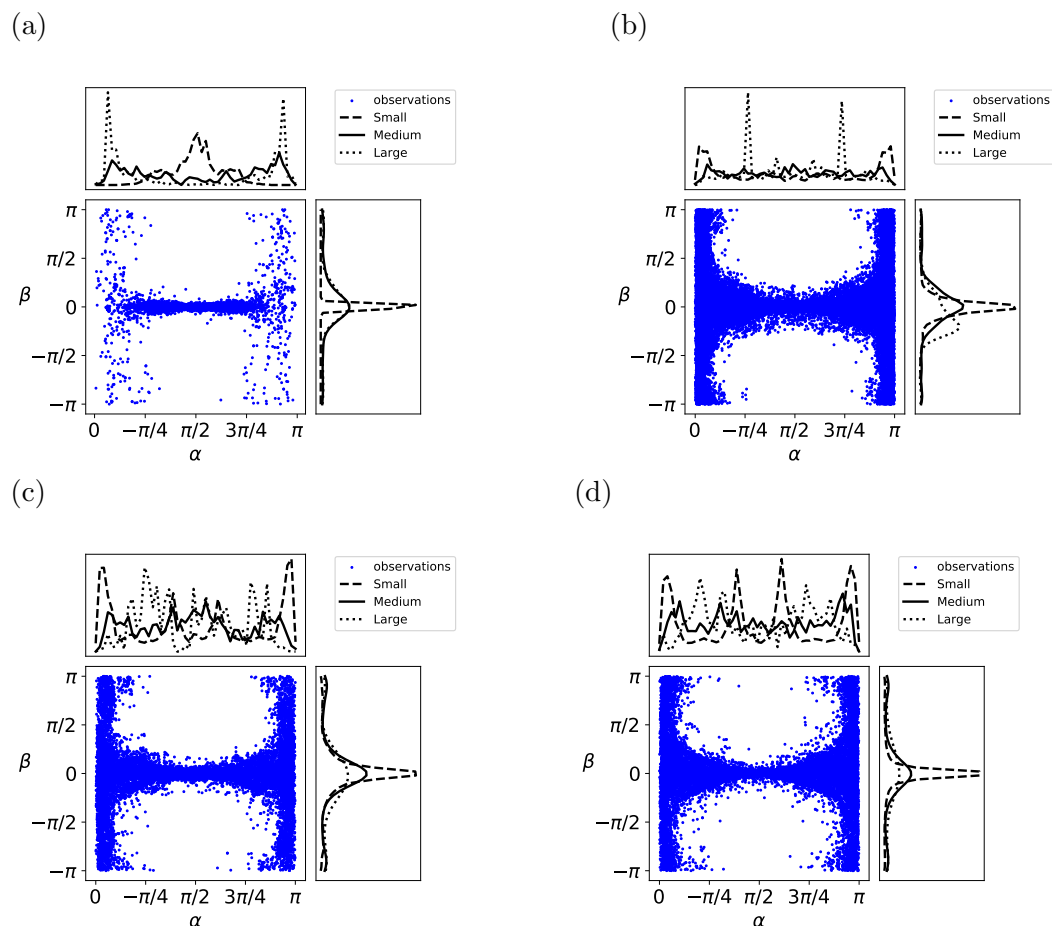 (a)
observations
Small
Medium
Large
π
π/2
0
−π/2
−π
β
0 −π/4 π/2 3π/4 π
α
(b)
observations
Small
Medium
Large
π
π/2
0
−π/2
−π
β
0 −π/4 π/2 3π/4 π
α
(c)
observations
Small
Medium
Large
π
π/2
0
−π/2
−π
β
0 −π/4 π/2 3π/4 π
α
(d)
observations
Small
Medium
Large
π
π/2
0
−π/2
−π
β
0 −π/4 π/2 3π/4 π
α